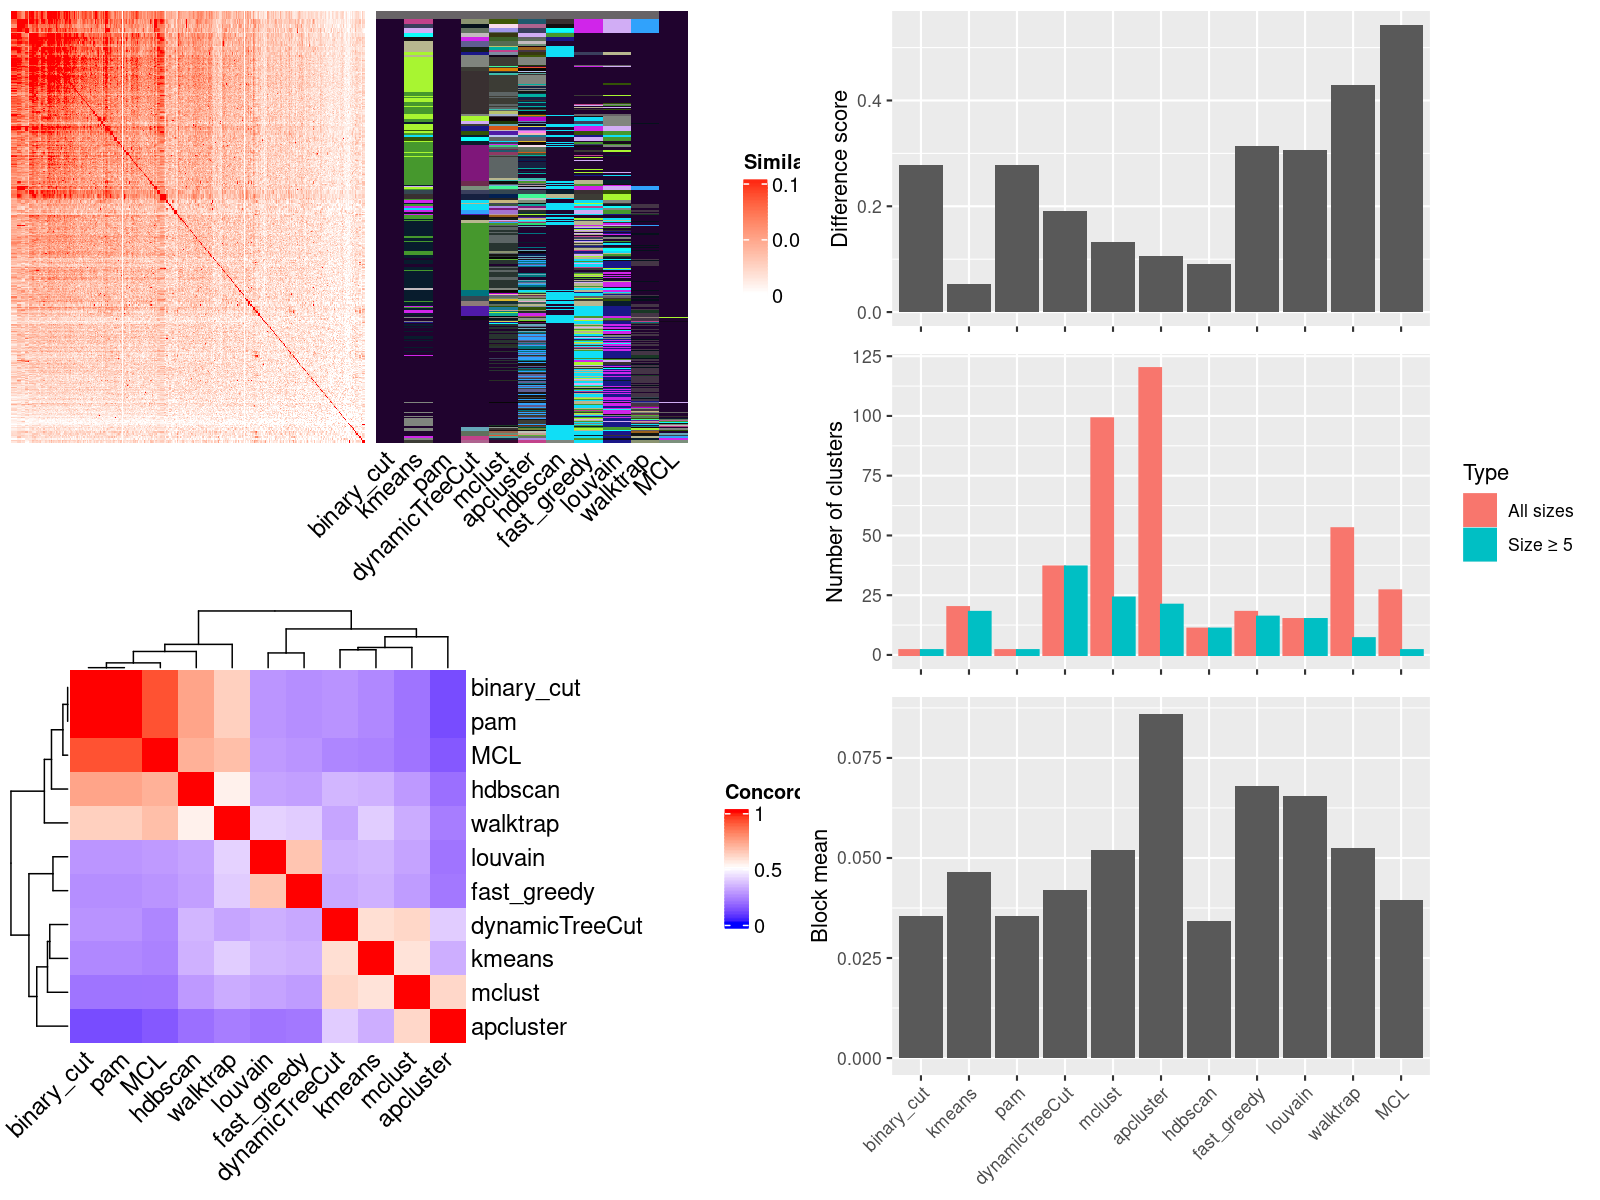 Simila
0.1
0.0
0
binary_cut
kmeans
pam
dynamicTreeCut
mclust
apcluster
hdbscan
fast_greedy
louvain
walktrap
MCL
binary_cut
pam
MCL
hdbscan
walktrap
louvain
fast_greedy
dynamicTreeCut
kmeans
mclust
apcluster
Concord
1
0.5
0
binary_cut
pam
MCL
hdbscan
walktrap
louvain
fast_greedy
dynamicTreeCut
kmeans
mclust
apcluster
Difference score
0.4
0.2
0.0
Number of clusters
125
100
75
50
25
0
Type
All sizes
Size ≥ 5
Block mean
0.075
0.050
0.025
0.000
binary_cut
kmeans
pam
dynamicTreeCut
mclust
apcluster
hdbscan
fast_greedy
louvain
walktrap
MCL